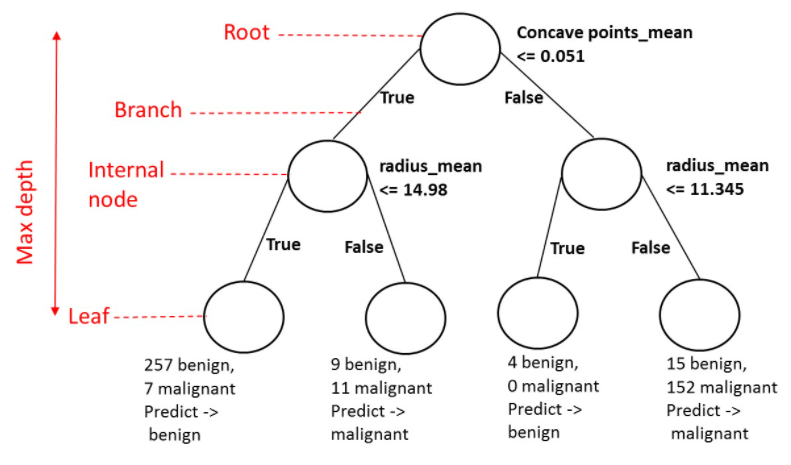 Root
Concave points_mean
<= 0.051
True
False
Branch
Max depth
Internal
node
radius_mean
<= 14.98
radius_mean
<= 11.345
True
False
True
False
Leaf
257 benign,
7 malignant
Predict ->
benign
9 benign,
11 malignant
Predict ->
malignant
4 benign,
0 malignant
Predict ->
benign
15 benign,
152 malignant
Predict ->
malignant